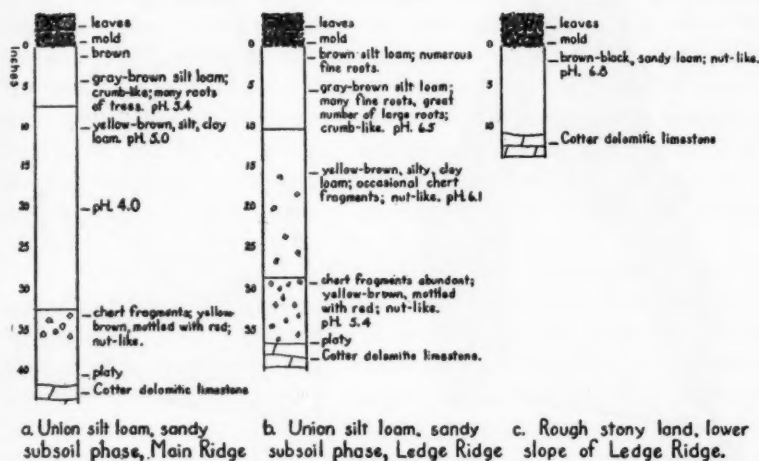 Inches
0
5
10
15
20
25
30
35
40
leaves
mold
brown
gray-brown silt loam;
crumb-like; many roots
of trees. pH 5.4
yellow-brown, silt, clay
loam. pH 5.0
pH. 4.0
chert fragments; yellow-
brown, mottled with red;
nut-like.
platy
Cotter dolomitic limestone
a. Union silt loam, sandy
subsoil phase, Main Ridge
0
5
10
15
20
25
30
35
leaves
mold
brown silt loam; numerous
fine roots.
gray-brown silt loam;
many fine roots, great
number of large roots;
crumb-like. pH. 6.5
yellow-brown, silty, clay
loam; occasional chert
fragments; nut-like. pH.6.1
chert fragments abundant;
yellow-brown, mottled
with red; nut-like.
pH. 5.4
platy
Cotter dolomitic limestone.
b. Union silt loam, sandy
subsoil phase, Ledge Ridge
0
5
10
leaves
mold
brown-black, sandy loam; nut-like.
pH. 6.8
Cotter dolomitic limestone
c. Rough stony land, lower
slope of Ledge Ridge.